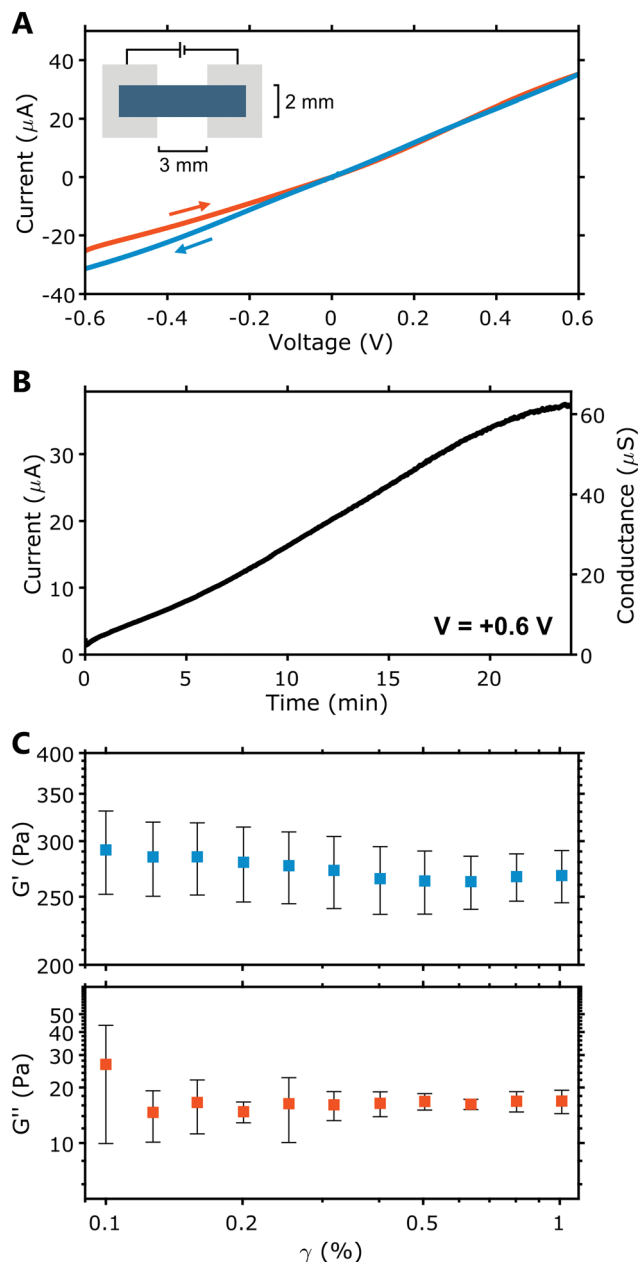 A
Current (µA)
40
20
0
-20
-40
2 mm
3 mm
-0.6
-0.4
-0.2
0
0.2
0.4
0.6
Voltage (V)
B
Current (µA)
30
20
10
0
60
40
20
0
Conductance (µS)
V = +0.6 V
0
5
10
15
20
Time (min)
C
G' (Pa)
400
350
300
250
200
G'' (Pa)
50
40
30
20
10
0.1
0.2
0.5
1
γ (%)